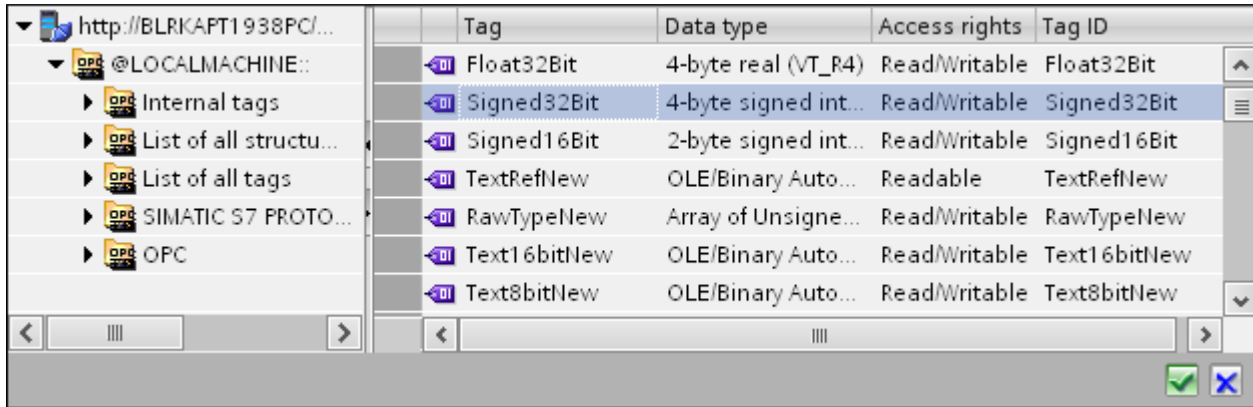 http://BLRKAPT1938PC/...
@LOCALMACHINE::
Internal tags
List of all structu...
List of all tags
SIMATIC S7 PROTO...
OPC
Tag Data type Access rights Tag ID
Float32Bit 4-byte real (VT_R4) Read/Writable Float32Bit
Signed32Bit 4-byte signed int... Read/Writable Signed32Bit
Signed16Bit 2-byte signed int... Read/Writable Signed16Bit
TextRefNew OLE/Binary Auto... Readable TextRefNew
RawTypeNew Array of Unsigne... Read/Writable RawTypeNew
Text16bitNew OLE/Binary Auto... Read/Writable Text16bitNew
Text8bitNew OLE/Binary Auto... Read/Writable Text8bitNew